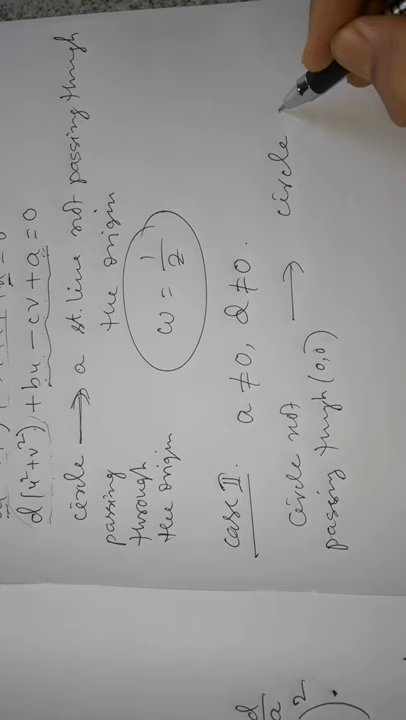 d(u²+v²) + bu - cv + a = 0
circle ⟶ a st. line not passing through
passing through the origin the origin
w = 1/z
case II. a ≠ 0, d ≠ 0.
circle not ⟶ circle
passing through (0,0)
d/a
2